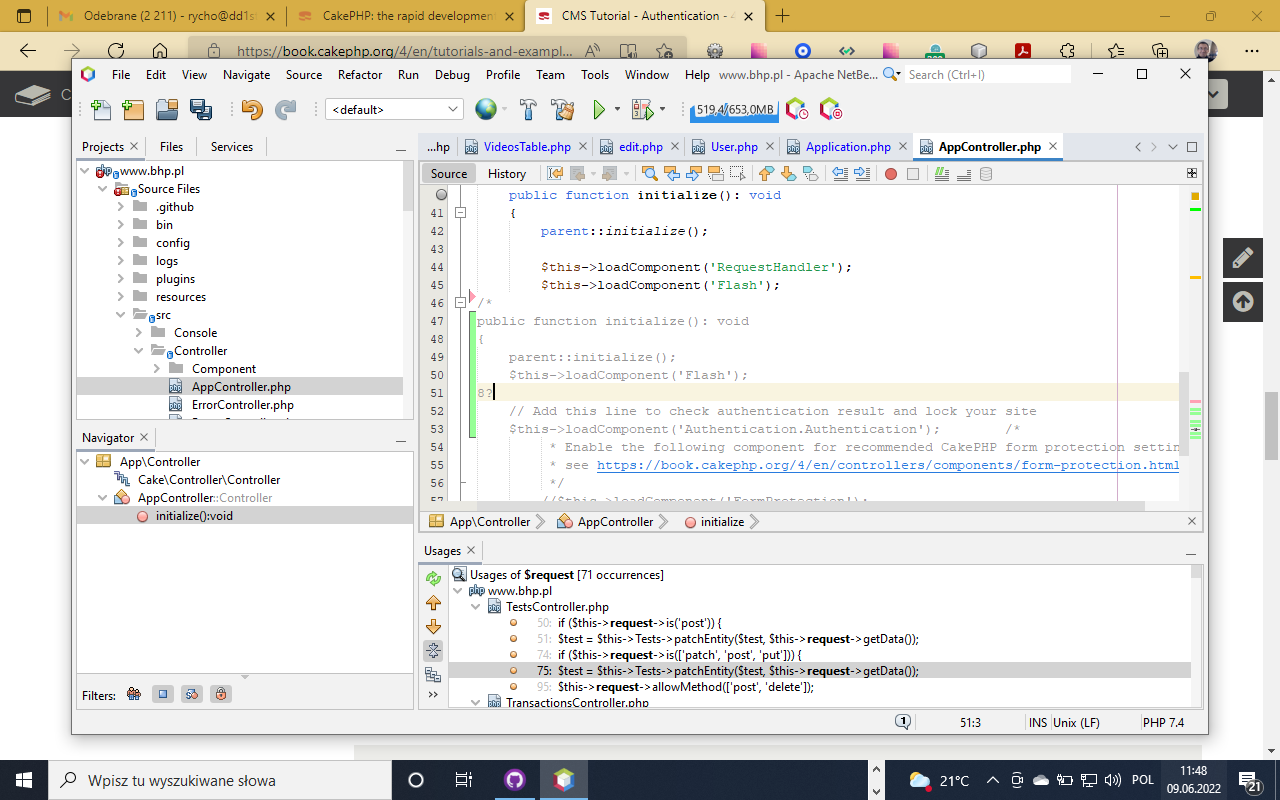 Odebrane (2 211) - rycho@dd1st
CakePHP: the rapid development
CMS Tutorial - Authentication - 4
https://book.cakephp.org/4/en/tutorials-and-exampl...
C
File Edit View Navigate Source Refactor Run Debug Profile Team Tools Window Help www.bhp.pl - Apache NetBe... Search (Ctrl+I)
<default>
519,4/653,0MB
Projects Files Services
...hp VideosTable.php edit.php User.php Application.php AppController.php
Source History
www.bhp.pl
Source Files
.github
bin
config
logs
plugins
resources
src
Console
Controller
Component
AppController.php
ErrorController.php
public function initialize(): void
41 {
42 parent::initialize();
43
44 $this->loadComponent('RequestHandler');
45 $this->loadComponent('Flash');
46 /*
47 public function initialize(): void
48 {
49 parent::initialize();
50 $this->loadComponent('Flash');
51 8?
52 // Add this line to check authentication result and lock your site
53 $this->loadComponent('Authentication.Authentication'); /*
54 * Enable the following component for recommended CakePHP form protection settin
55 * see https://book.cakephp.org/4/en/controllers/components/form-protection.html
56 */
57 //$this->loadComponent('FormProtection');
App\Controller AppController initialize
Navigator
App\Controller
Cake\Controller\Controller
AppController::Controller
initialize():void
Filters:
Usages
Usages of $request [71 occurrences]
www.bhp.pl
TestsController.php
50: if ($this->request->is('post')) {
51: $test = $this->Tests->patchEntity($test, $this->request->getData());
74: if ($this->request->is(['patch', 'post', 'put'])) {
75: $test = $this->Tests->patchEntity($test, $this->request->getData());
95: $this->request->allowMethod(['post', 'delete']);
TransactionsController.php
1 51:3 INS Unix (LF) PHP 7.4
Wpisz tu wyszukiwane słowa
21°C POL 11:48
09.06.2022
21